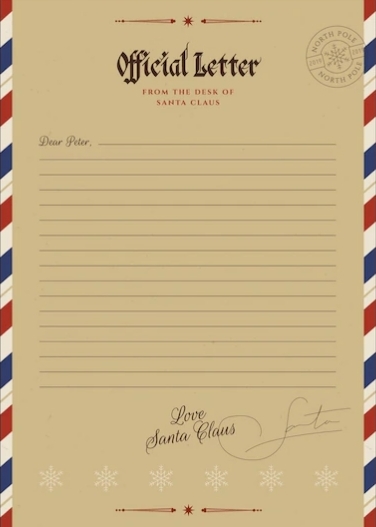 Official Letter
FROM THE DESK OF
SANTA CLAUS
NORTH POLE
NORTH POLE
Dear Peter,
Love
Santa Claus
Santa